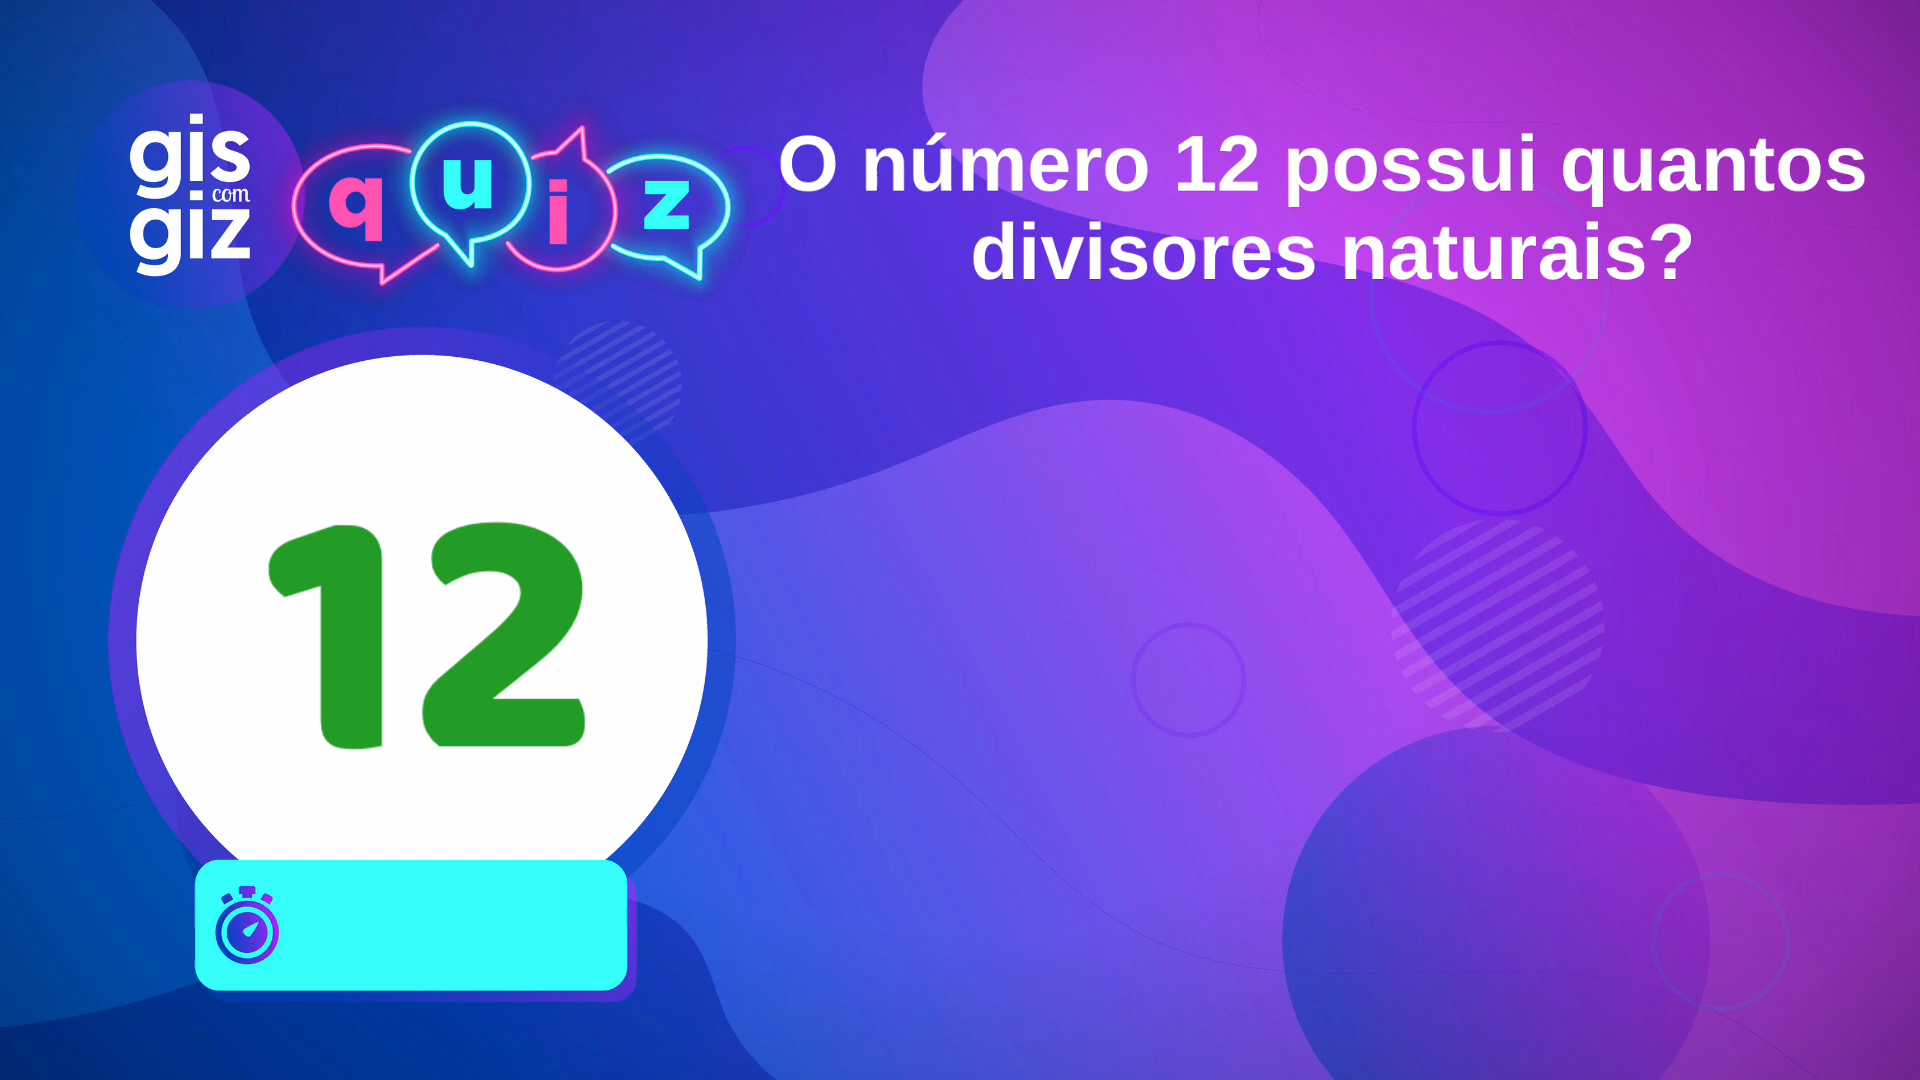 gis
com
giz
quiz
O número 12 possui quantos
divisores naturais?
12